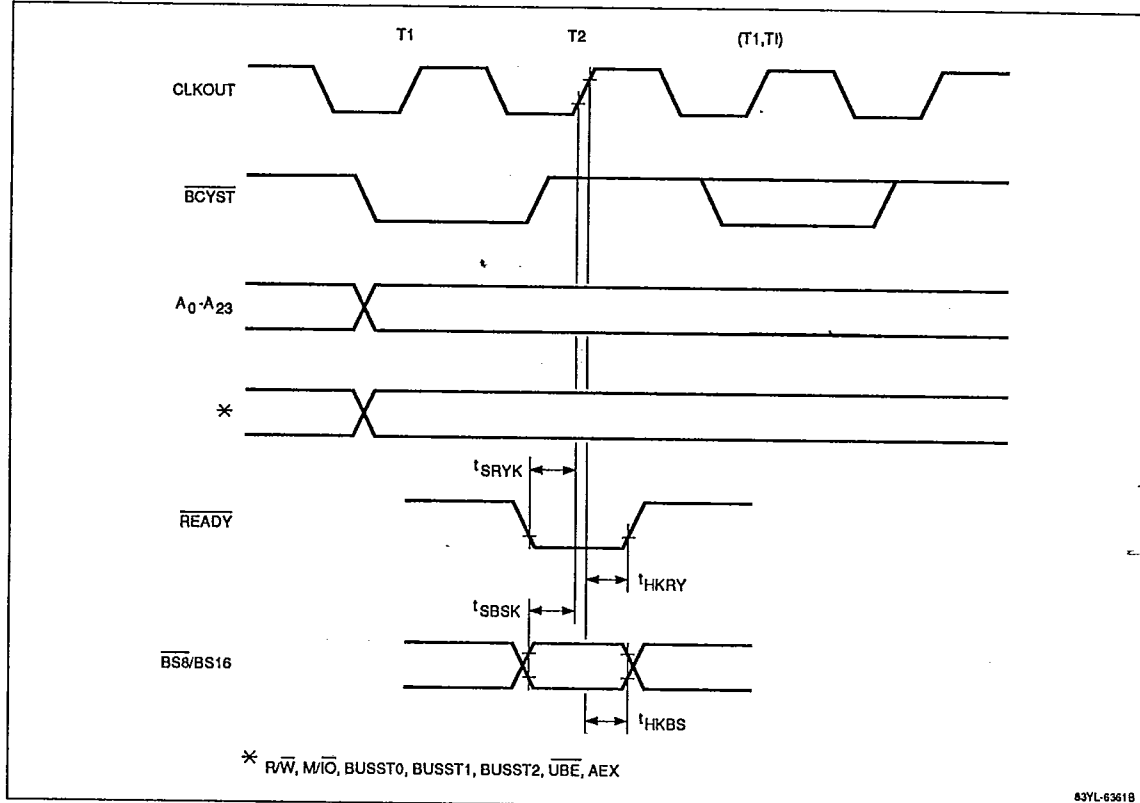 T1 T2 (T1,TI)
CLKOUT
BCYST
A0-A23
*
tSRYK
READY
tHKRY
tSBSK
BS8/BS16
tHKBS
* R/W, M/IO, BUSST0, BUSST1, BUSST2, UBE, AEX
83YL-6361B